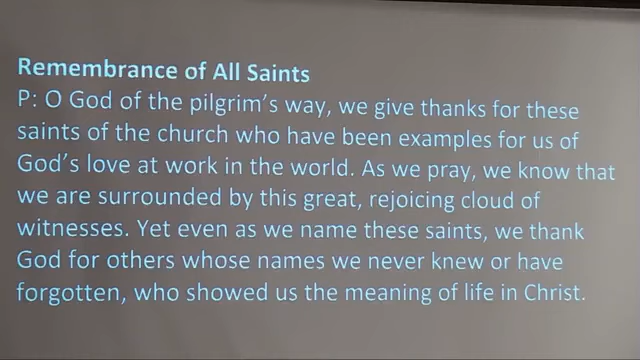 Remembrance of All Saints
P: O God of the pilgrim's way, we give thanks for these
saints of the church who have been examples for us of
God's love at work in the world. As we pray, we know that
we are surrounded by this great, rejoicing cloud of
witnesses. Yet even as we name these saints, we thank
God for others whose names we never knew or have
forgotten, who showed us the meaning of life in Christ.